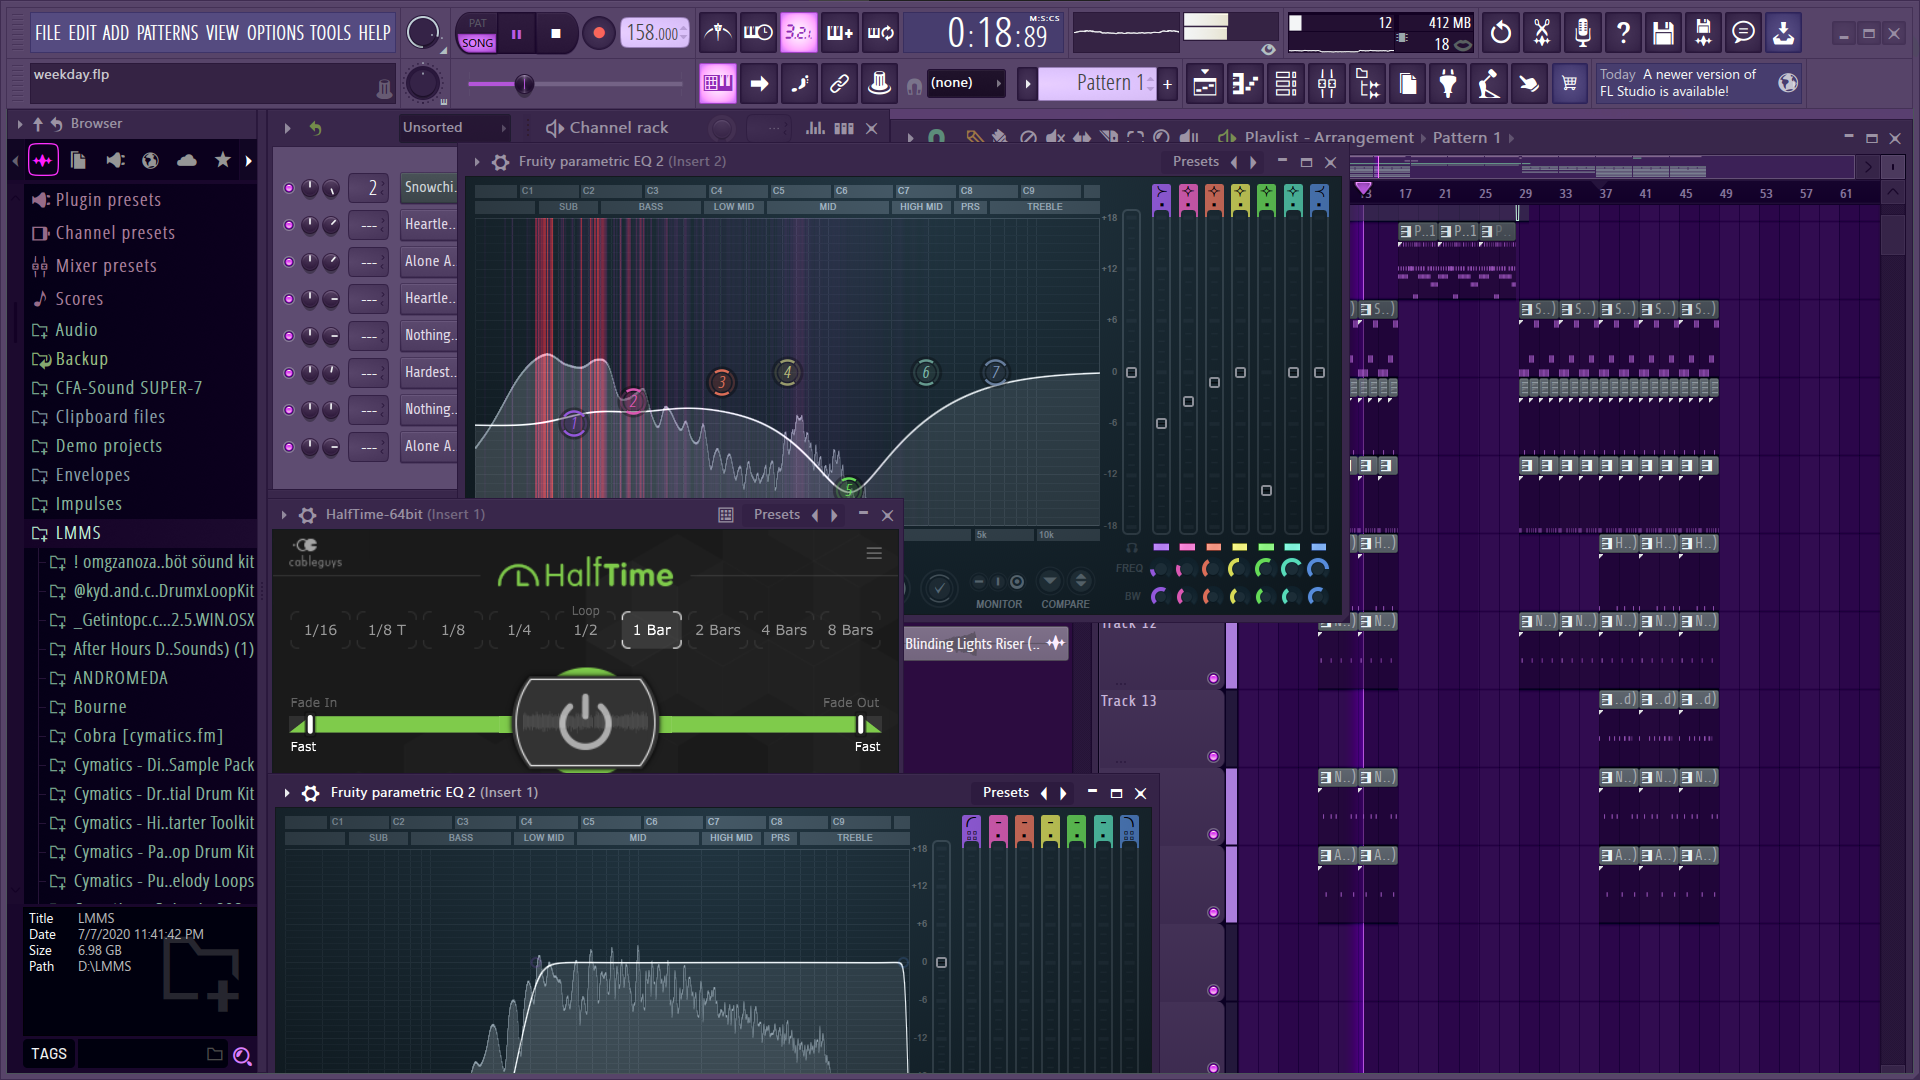 FILE EDIT ADD PATTERNS VIEW OPTIONS TOOLS HELP
PAT
SONG
158.000
3.2.1
0:18:89
M:S:CS
12
412 MB
18
weekday.flp
(none)
Pattern 1
Today A newer version of
FL Studio is available!
Browser
Unsorted
Channel rack
Playlist - Arrangement
Pattern 1
Plugin presets
Channel presets
Mixer presets
Scores
Audio
Backup
CFA-Sound SUPER-7
Clipboard files
Demo projects
Envelopes
Impulses
LMMS
! omgzanoza..böt söund kit
@kyd.and.c..DrumxLoopKit
_Getintopc.c...2.5.WIN.OSX
After Hours D..Sounds) (1)
ANDROMEDA
Bourne
Cobra [cymatics.fm]
Cymatics - Di..Sample Pack
Cymatics - Dr..tial Drum Kit
Cymatics - Hi..tarter Toolkit
Cymatics - Pa..op Drum Kit
Cymatics - Pu..elody Loops
Title LMMS
Date 7/7/2020 11:41:42 PM
Size 6.98 GB
Path D:\LMMS
TAGS
2 Snowchi.
--- Heartle..
--- Alone A.
--- Heartle..
--- Nothing.
--- Hardest.
--- Nothing.
--- Alone A.
Fruity parametric EQ 2 (Insert 2)
Presets
C1 C2 C3 C4 C5 C6 C7 C8 C9
SUB BASS LOW MID MID HIGH MID PRS TREBLE
+18
+12
+6
0
-6
-12
-18
1 2 3 4 5 6 7
5k 10k
MONITOR
COMPARE
FREQ
BW
HalfTime-64bit (Insert 1)
Presets
cableguys
HalfTime
Loop
1/16 1/8 T 1/8 1/4 1/2 1 Bar 2 Bars 4 Bars 8 Bars
Fade In
Fade Out
Fast
Fast
Blinding Lights Riser (..
Fruity parametric EQ 2 (Insert 1)
Presets
C1 C2 C3 C4 C5 C6 C7 C8 C9
SUB BASS LOW MID MID HIGH MID PRS TREBLE
+18
+12
+6
0
-6
-12
17 21 25 29 33 37 41 45 49 53 57 61
P..1 P..1 P..
S..) S..) S..) S..) S..) S..)
H..) H..) H..) H..)
Track 12
N..) N..) N..) N..) N..) N..) N..)
Track 13
..d) ..d) ..d)
N..) N..) N..) N..) N..)
A..) A..) A..) A..) A..)